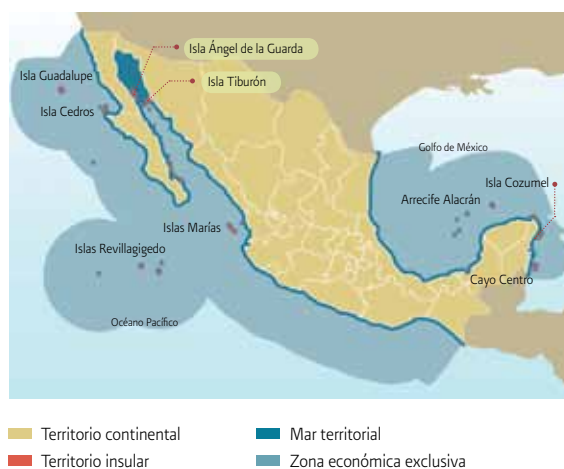 Isla Ángel de la Guarda
Isla Guadalupe
Isla Tiburón
Isla Cedros
Golfo de México
Isla Cozumel
Arrecife Alacrán
Islas Marías
Islas Revillagigedo
Cayo Centro
Océano Pacífico
Territorio continental
Mar territorial
Territorio insular
Zona económica exclusiva